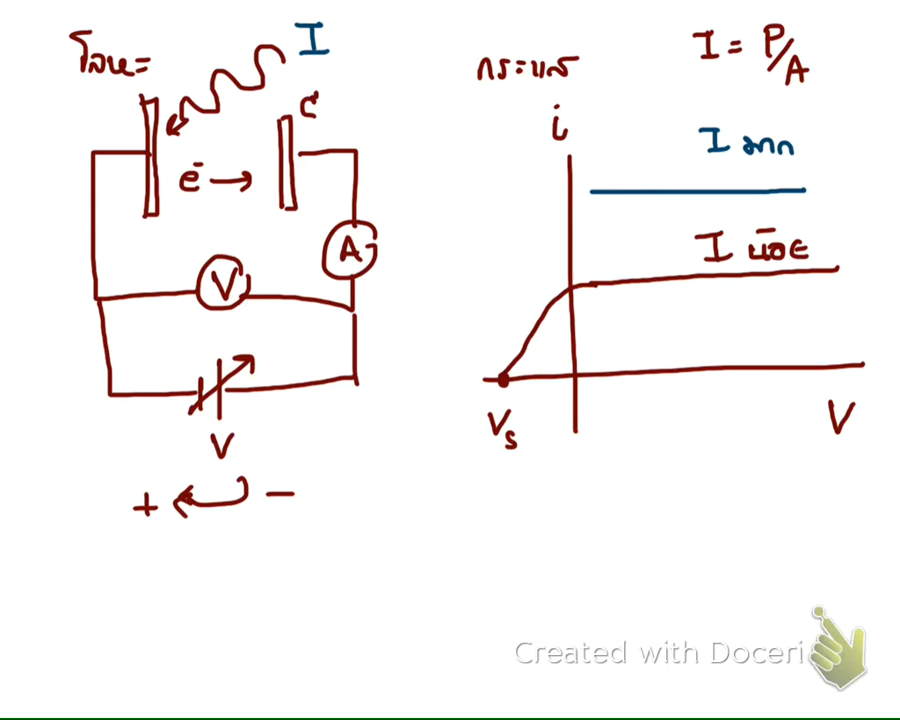 โลหะ
I
C
e⁻ →
A
V
V
+ −
กระแส
i
I = P/A
I มาก
I น้อย
Vs
V
Created with Doceri